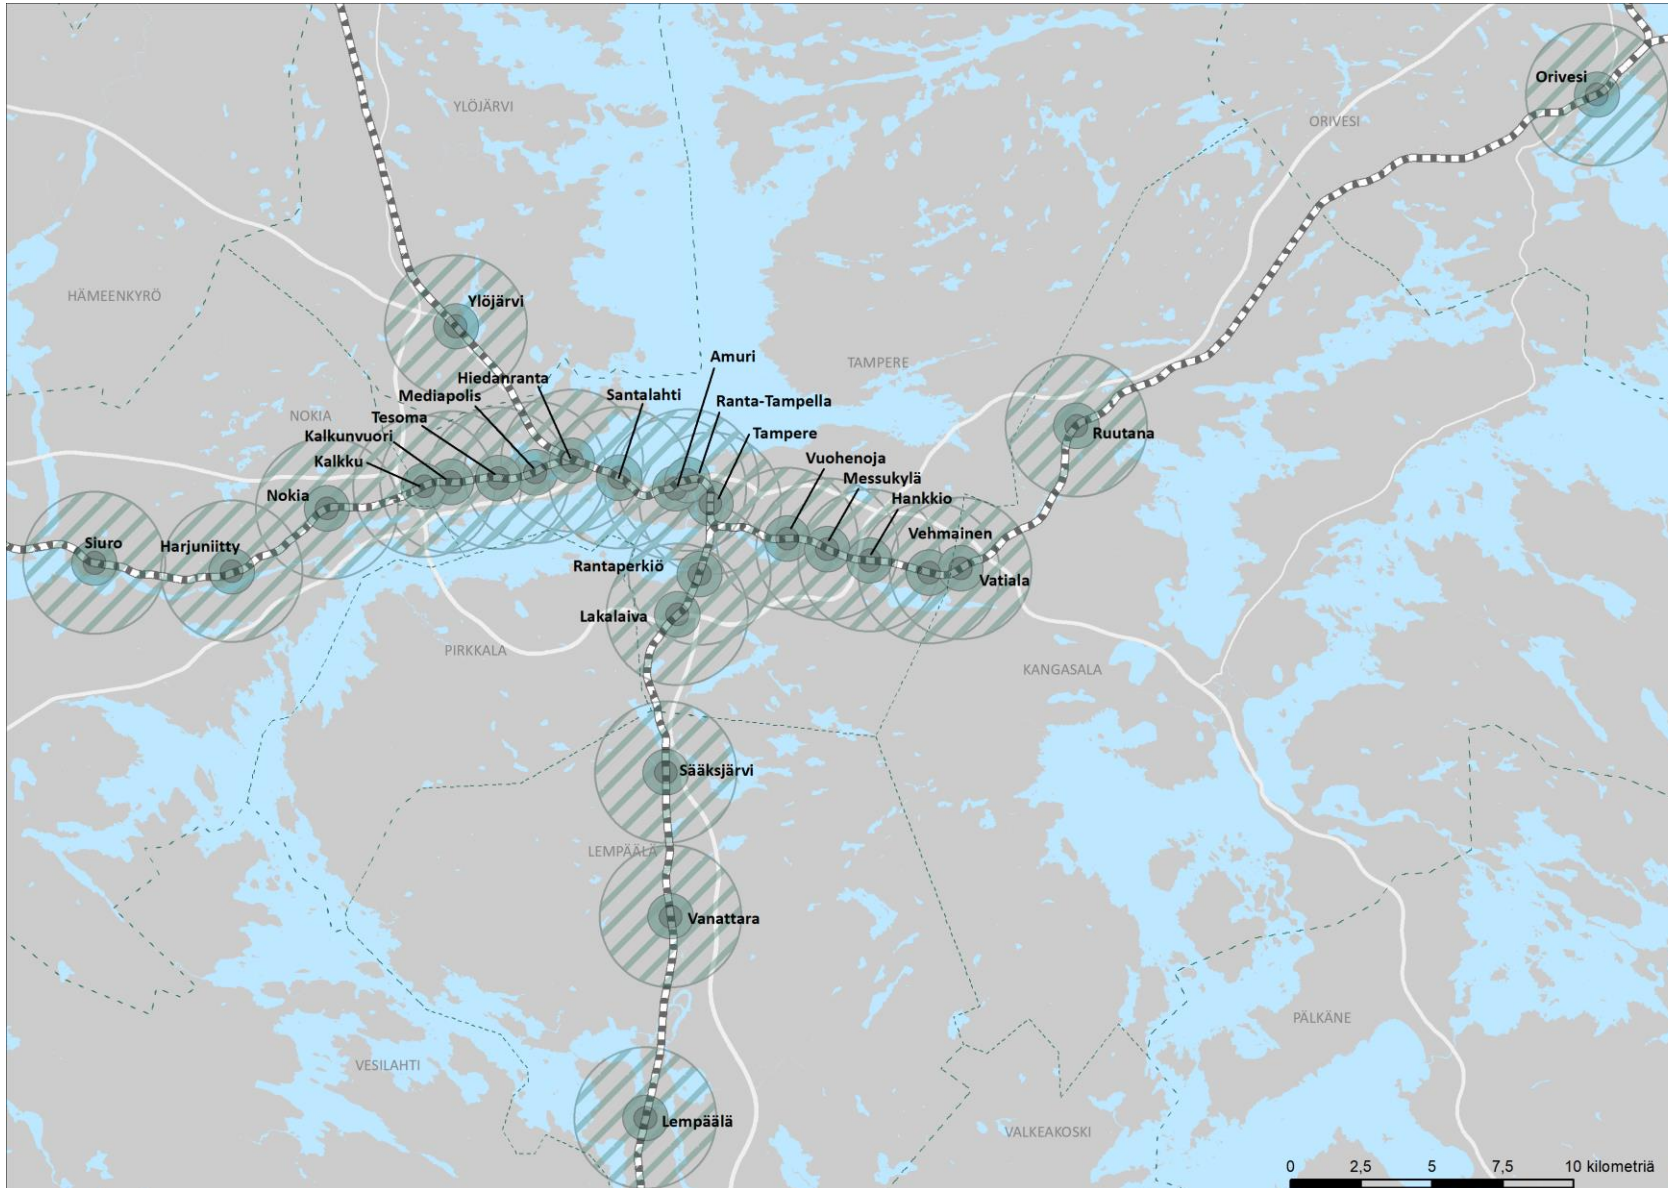 Orivesi
YLÖJÄRVI
ORIVESI
HÄMEENKYRÖ
Ylöjärvi
Amuri
TAMPERE
Hiedanranta
Mediapolis
Santalahti
Ranta-Tampella
NOKIA
Tesoma
Kalkunvuori
Tampere
Ruutana
Kalkku
Vuohenoja
Messukylä
Nokia
Hankkio
Siuro
Harjuniitty
Vehmainen
Rantaperkiö
Vatiala
Lakalaiva
PIRKKALA
KANGASALA
Sääksjärvi
LEMPÄÄLÄ
Vanattara
PÄLKÄNE
VESILAHTI
Lempäälä
VALKEAKOSKI
0 2,5 5 7,5 10 kilometriä